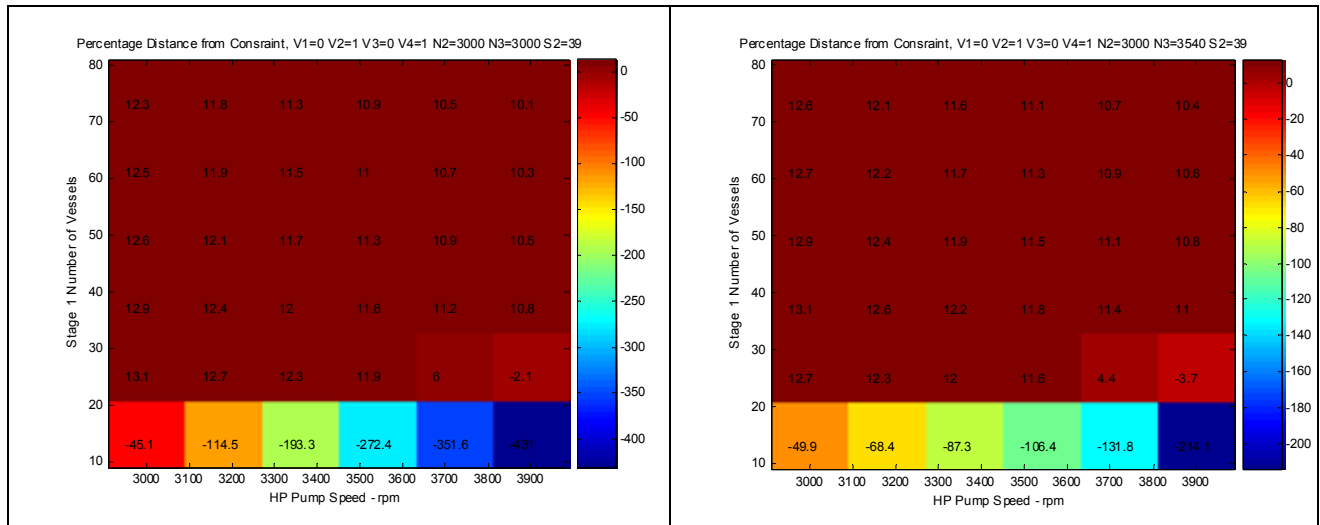 Percentage Distance from Consraint, V1=0 V2=1 V3=0 V4=1 N2=3000 N3=3000 S2=39
80
70
60
50
40
30
20
10
Stage 1 Number of Vessels
12.3 11.8 11.3 10.9 10.5 10.1
12.5 11.9 11.5 11 10.7 10.3
12.6 12.1 11.7 11.3 10.9 10.5
12.9 12.4 12 11.6 11.2 10.8
13.1 12.7 12.3 11.9 6 -2.1
-45.1 -114.5 -193.3 -272.4 -351.6 -431
3000 3100 3200 3300 3400 3500 3600 3700 3800 3900
HP Pump Speed - rpm
0
-50
-100
-150
-200
-250
-300
-350
-400
Percentage Distance from Consraint, V1=0 V2=1 V3=0 V4=1 N2=3000 N3=3540 S2=39
80
70
60
50
40
30
20
10
Stage 1 Number of Vessels
12.6 12.1 11.6 11.1 10.7 10.4
12.7 12.2 11.7 11.3 10.9 10.6
12.9 12.4 11.9 11.5 11.1 10.8
13.1 12.6 12.2 11.8 11.4 11
12.7 12.3 12 11.6 4.4 -3.7
-49.9 -68.4 -87.3 -106.4 -131.8 -214.1
3000 3100 3200 3300 3400 3500 3600 3700 3800 3900
HP Pump Speed - rpm
0
-20
-40
-60
-80
-100
-120
-140
-160
-180
-200